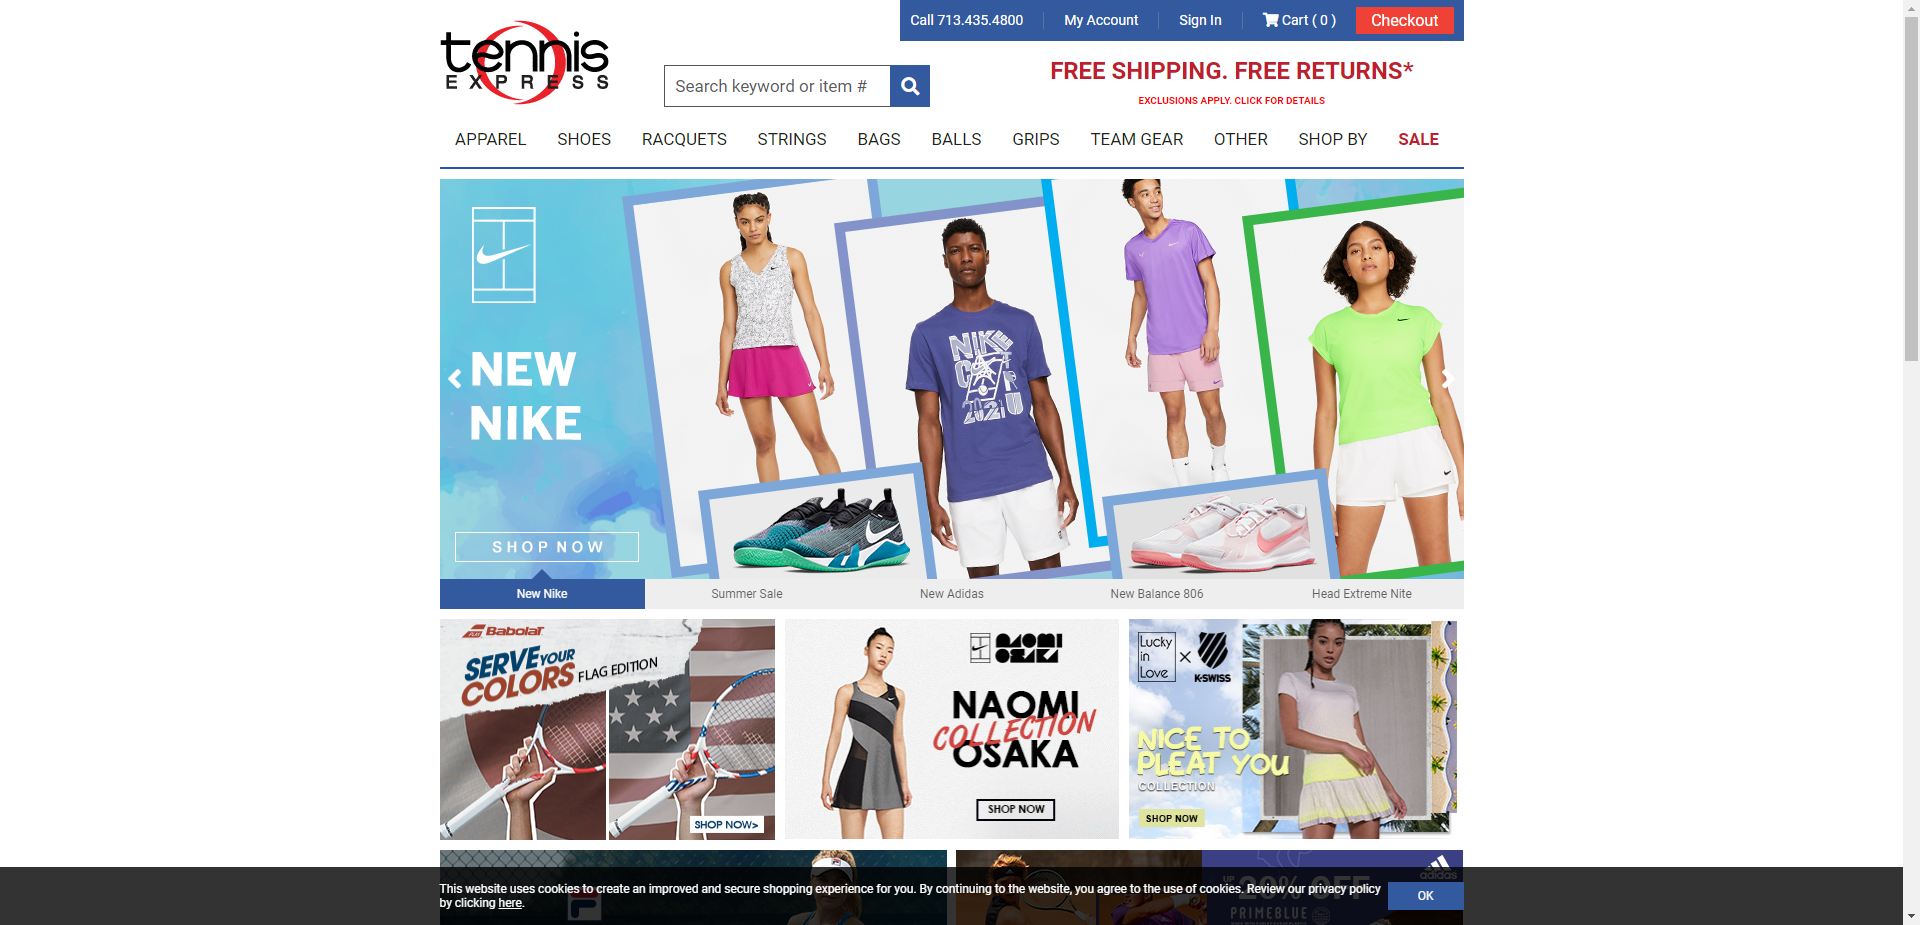 Call 713.435.4800
My Account
Sign In
Cart ( 0 )
Checkout
tennis
EXPRESS
Search keyword or item #
FREE SHIPPING. FREE RETURNS*
EXCLUSIONS APPLY. CLICK FOR DETAILS
APPAREL SHOES RACQUETS STRINGS BAGS BALLS GRIPS TEAM GEAR OTHER SHOP BY SALE
NEW
NIKE
SHOP NOW
NIKE
2021
New Nike
Summer Sale
New Adidas
New Balance 806
Head Extreme Nite
Babolat
SERVE YOUR
COLORS FLAG EDITION
SHOP NOW>
NAOMI
OSAKA
NAOMI
COLLECTION
OSAKA
SHOP NOW
Lucky
in
Love
X
K-SWISS
NICE TO
PLEAT YOU
COLLECTION
SHOP NOW
adidas
UP
20% OFF
PRIMEBLUE
This website uses cookies to create an improved and secure shopping experience for you. By continuing to the website, you agree to the use of cookies. Review our privacy policy
by clicking here.
OK